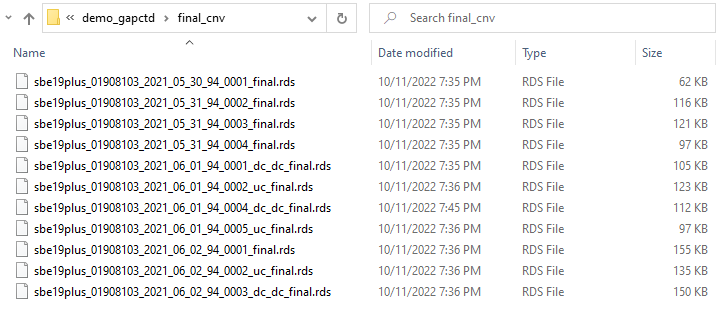 « demo_gapctd › final_cnv Search final_cnv
Name Date modified Type Size
sbe19plus_01908103_2021_05_30_94_0001_final.rds 10/11/2022 7:35 PM RDS File 62 KB
sbe19plus_01908103_2021_05_31_94_0002_final.rds 10/11/2022 7:35 PM RDS File 116 KB
sbe19plus_01908103_2021_05_31_94_0003_final.rds 10/11/2022 7:35 PM RDS File 121 KB
sbe19plus_01908103_2021_05_31_94_0004_final.rds 10/11/2022 7:35 PM RDS File 97 KB
sbe19plus_01908103_2021_06_01_94_0001_dc_dc_final.rds 10/11/2022 7:35 PM RDS File 105 KB
sbe19plus_01908103_2021_06_01_94_0002_uc_final.rds 10/11/2022 7:36 PM RDS File 123 KB
sbe19plus_01908103_2021_06_01_94_0004_dc_dc_final.rds 10/11/2022 7:45 PM RDS File 112 KB
sbe19plus_01908103_2021_06_01_94_0005_uc_final.rds 10/11/2022 7:36 PM RDS File 97 KB
sbe19plus_01908103_2021_06_02_94_0001_final.rds 10/11/2022 7:36 PM RDS File 155 KB
sbe19plus_01908103_2021_06_02_94_0002_uc_final.rds 10/11/2022 7:36 PM RDS File 135 KB
sbe19plus_01908103_2021_06_02_94_0003_dc_dc_final.rds 10/11/2022 7:36 PM RDS File 150 KB